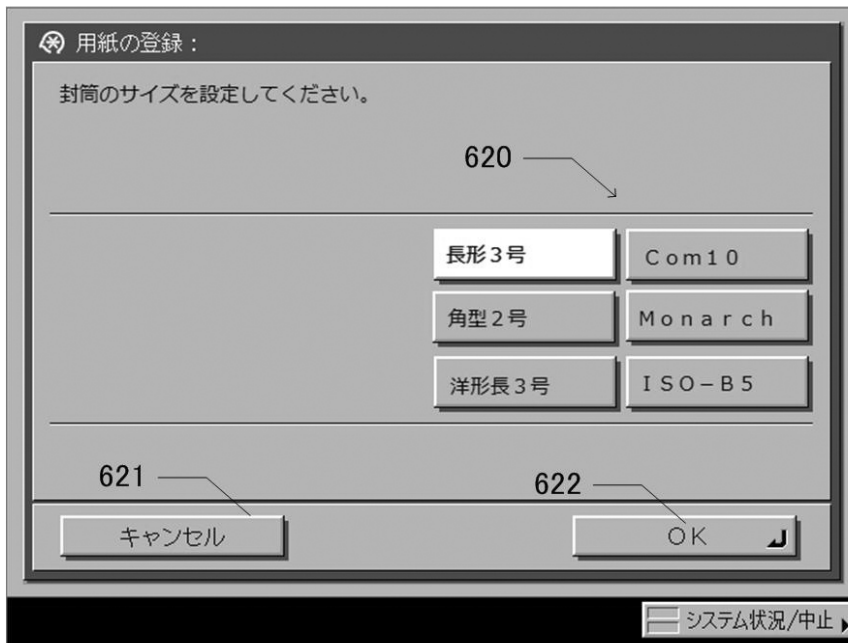 用紙の登録：
封筒のサイズを設定してください。
620
長形３号 Ｃｏｍ１０
角型２号 Ｍｏｎａｒｃｈ
洋形長３号 ＩＳＯ－Ｂ５
621 622
キャンセル ＯＫ
システム状況/中止